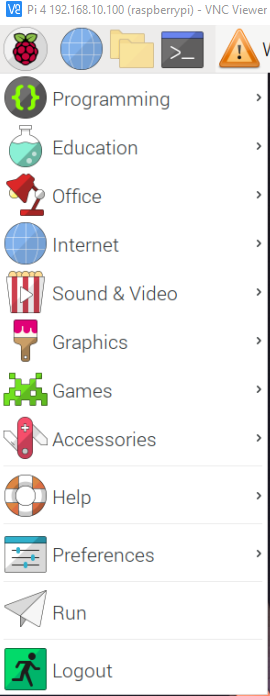 Pi 4 192.168.10.100 (raspberrypi) - VNC Viewer
Programming
Education
Office
Internet
Sound & Video
Graphics
Games
Accessories
Help
Preferences
Run
Logout